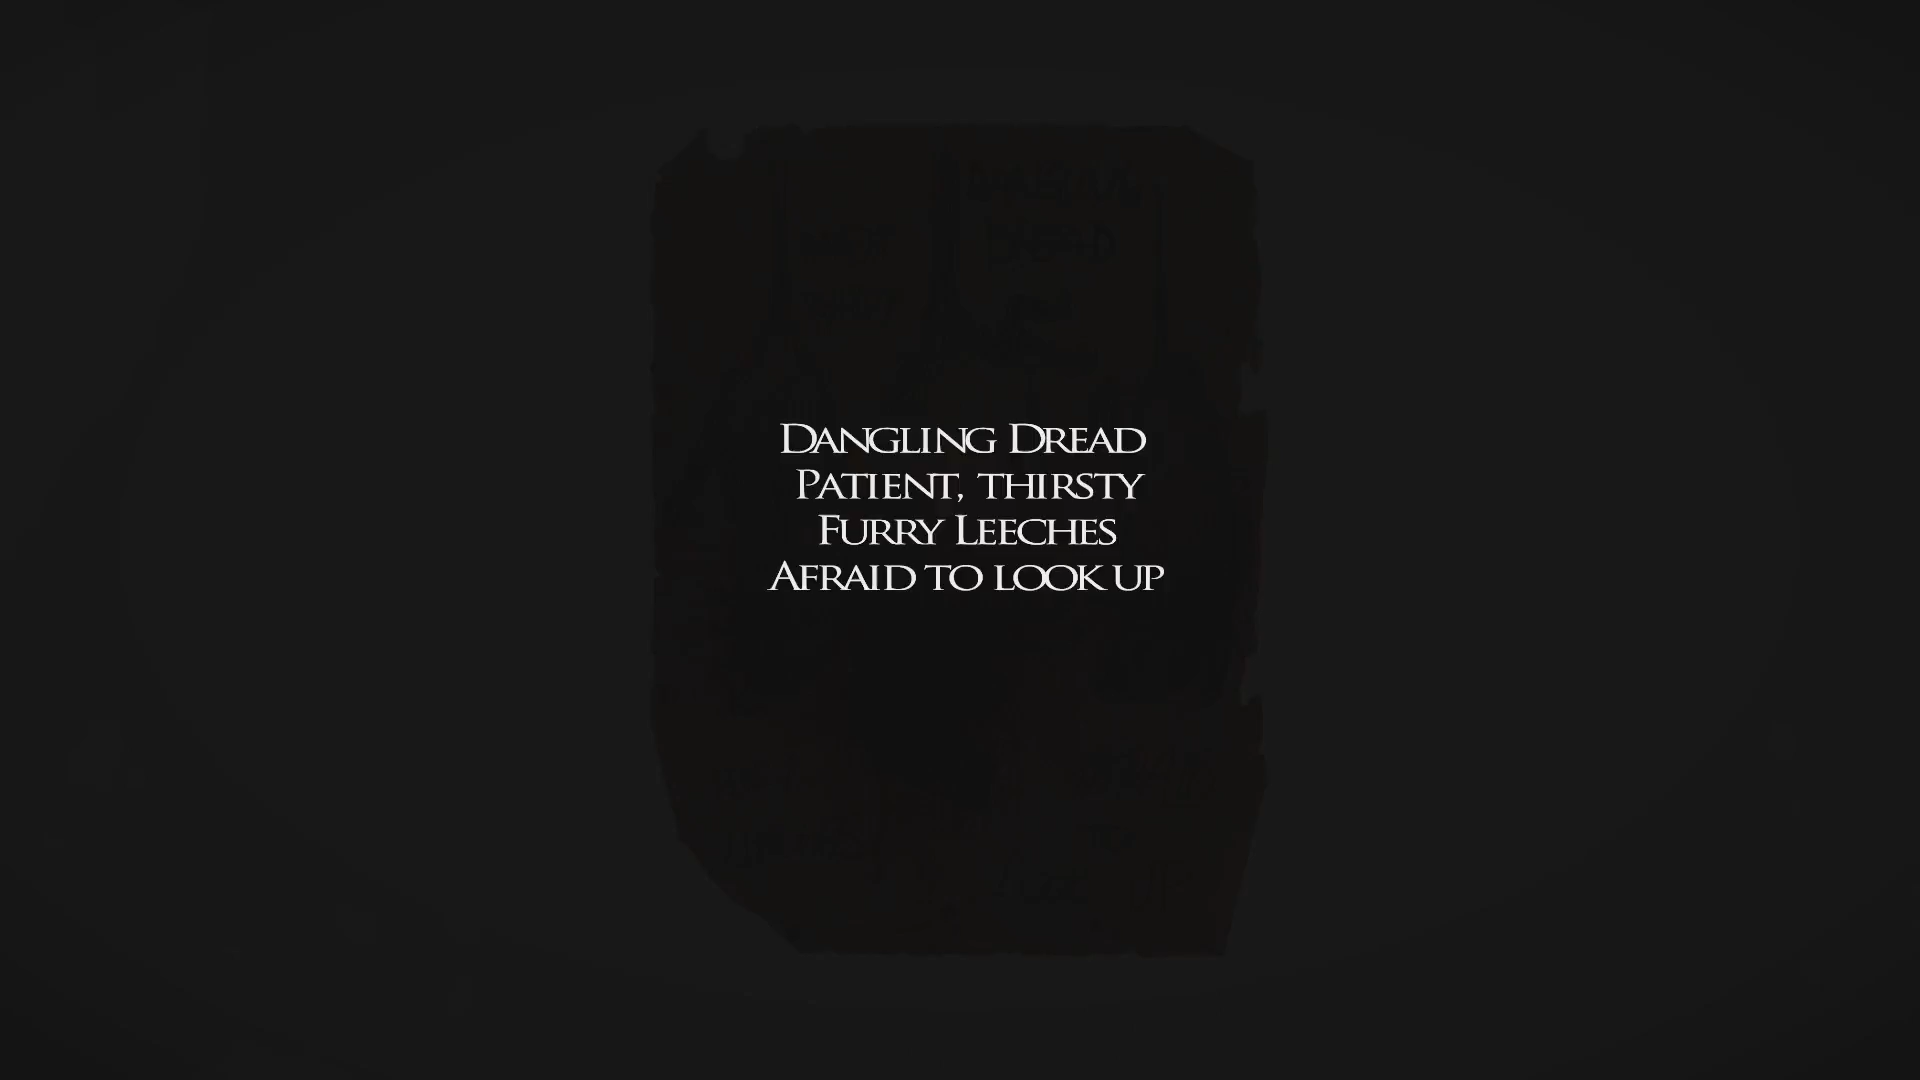 Dangling Dread
Patient, thirsty
Furry Leeches
Afraid to look up